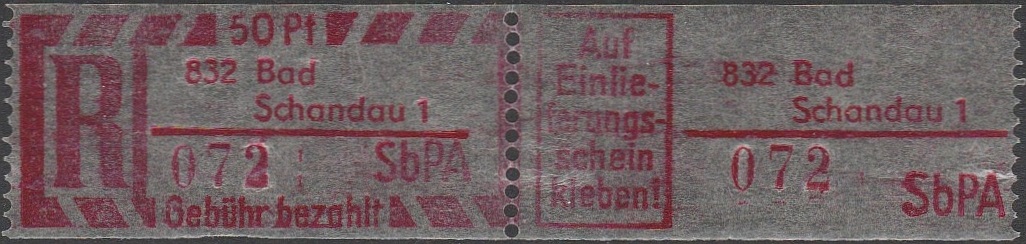 50 Pf
R
832 Bad
Schandau 1
072
SbPA
Gebühr bezahlt
Auf
Einlie-
ferungs-
schein
kleben!
832 Bad
Schandau 1
072
SbPA